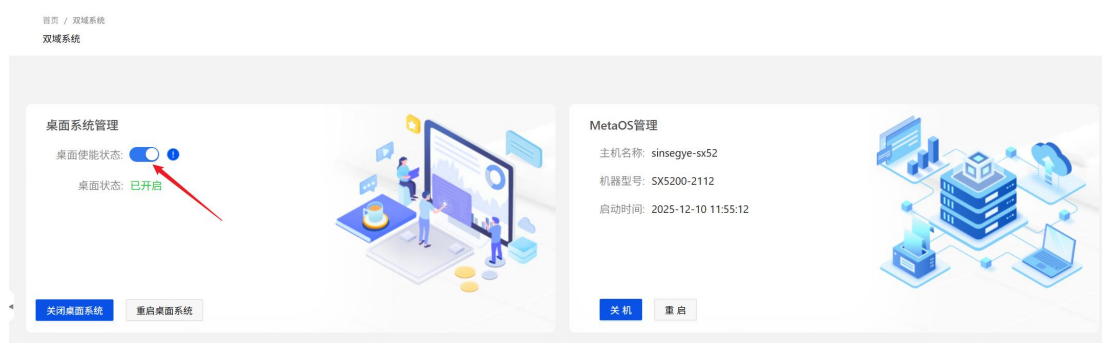 首页 / 双域系统
双域系统
桌面系统管理
桌面使能状态:
桌面状态: 已开启
关闭桌面系统 重启桌面系统
MetaOS管理
主机名称: sinsegye-sx52
机器型号: SX5200-2112
启动时间: 2025-12-10 11:55:12
关机 重启